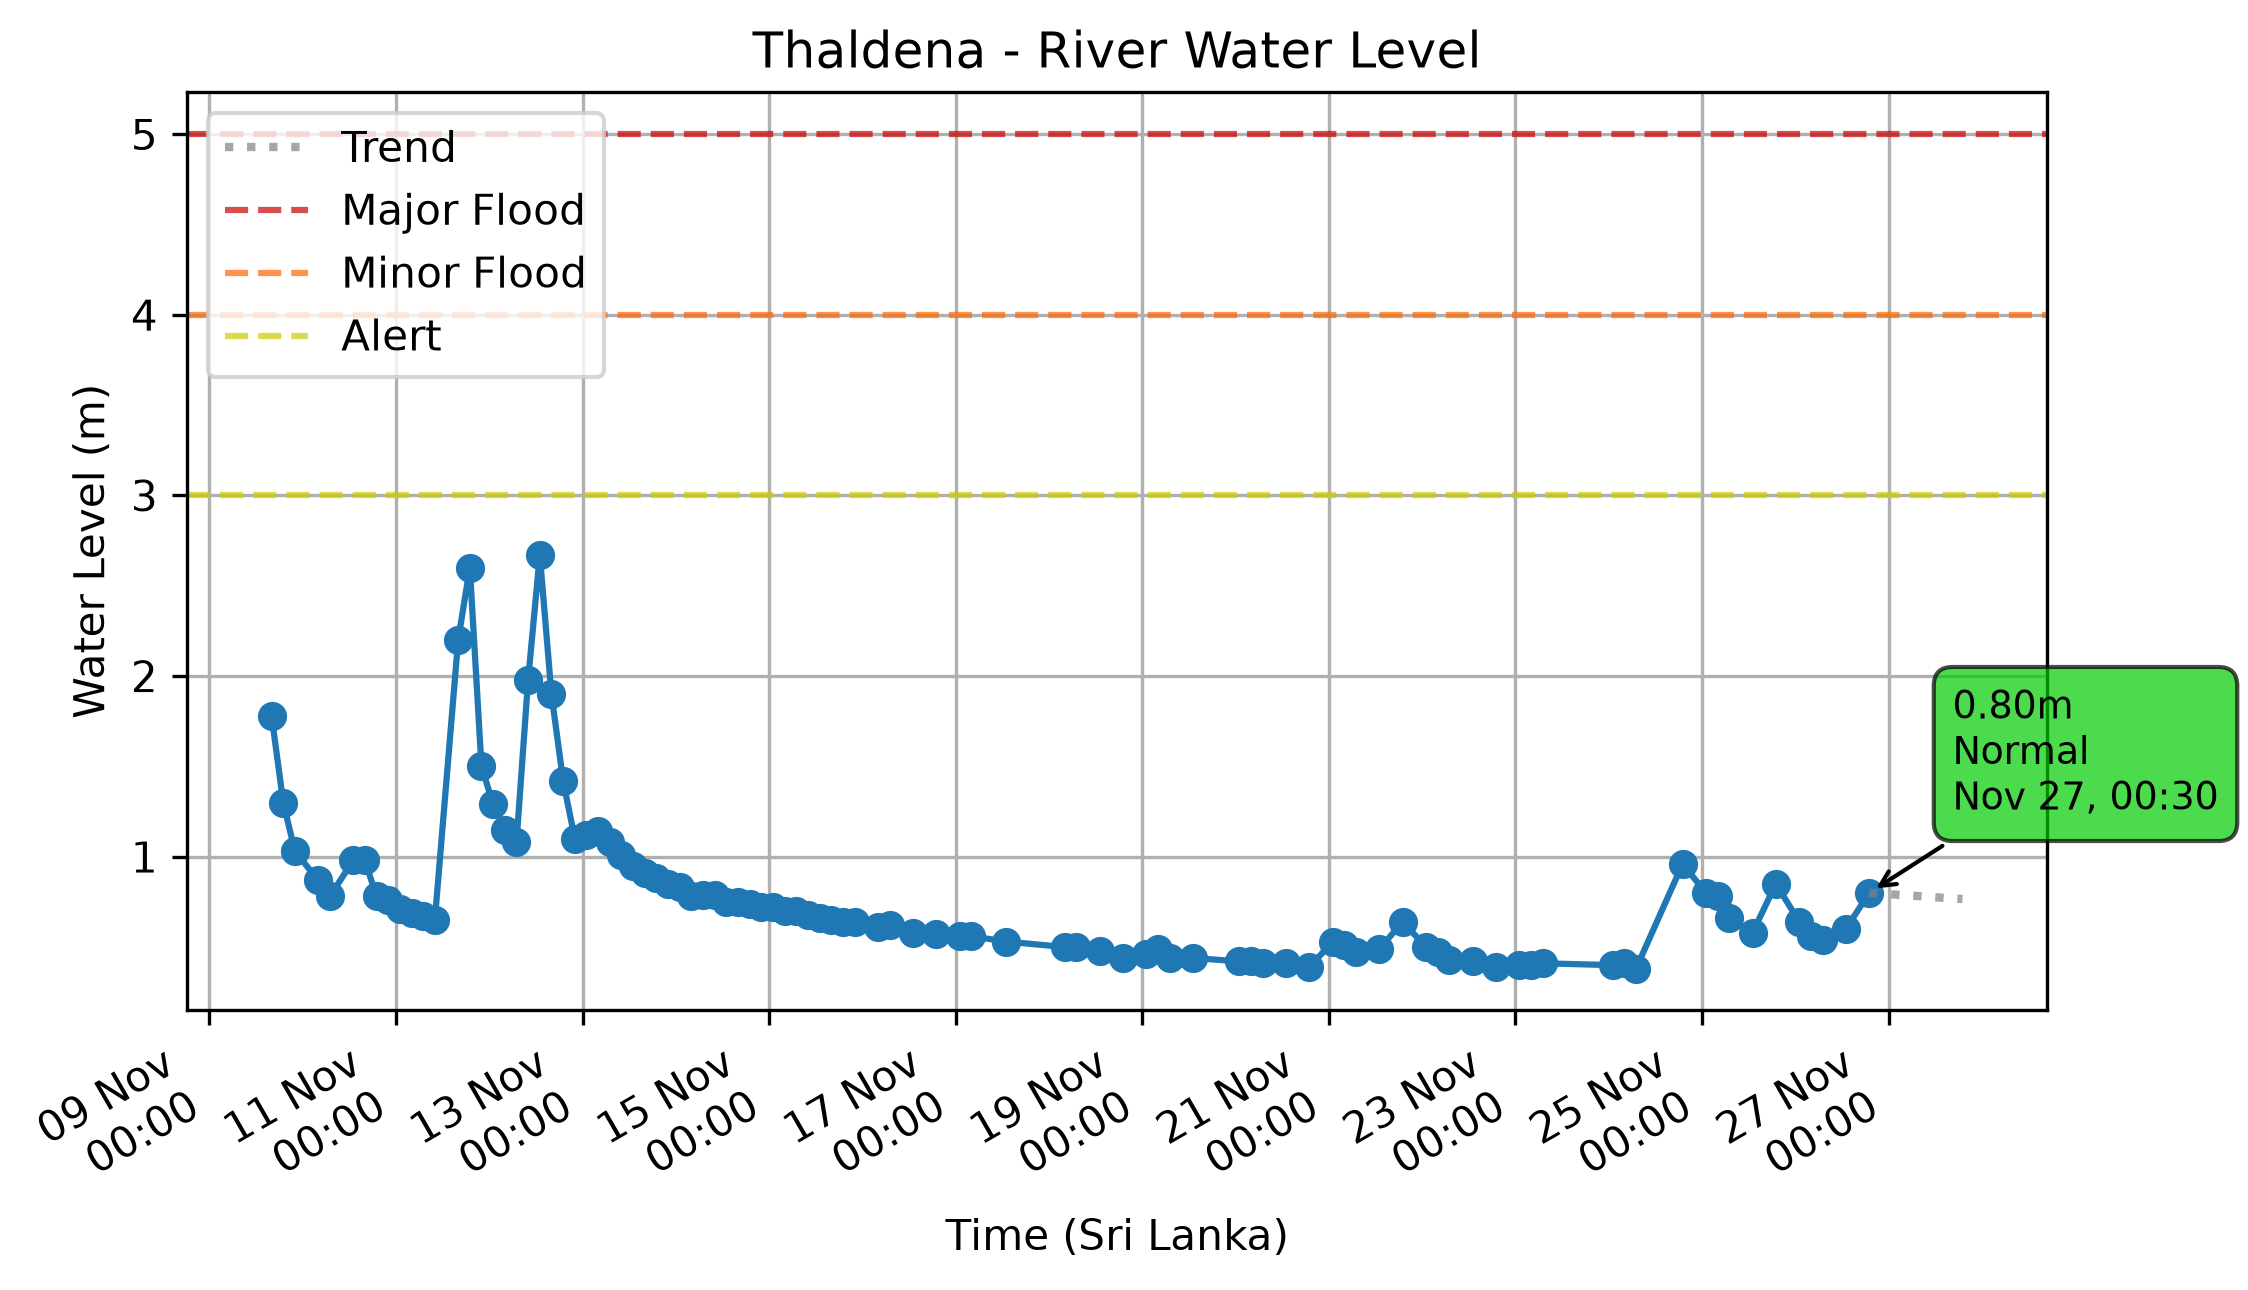 Thaldena - River Water Level
Trend
Major Flood
Minor Flood
Alert
Water Level (m)
5
4
3
2
1
0.80m
Normal
Nov 27, 00:30
09 Nov
00:00
11 Nov
00:00
13 Nov
00:00
15 Nov
00:00
17 Nov
00:00
19 Nov
00:00
21 Nov
00:00
23 Nov
00:00
25 Nov
00:00
27 Nov
00:00
Time (Sri Lanka)